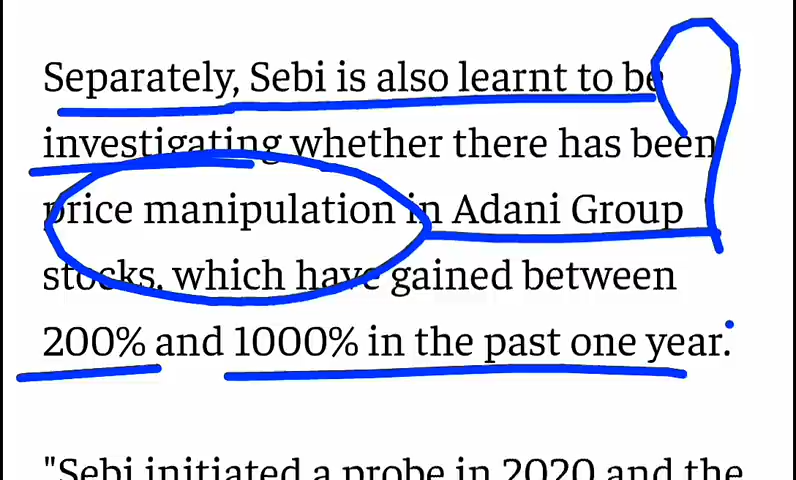 Separately, Sebi is also learnt to be
investigating whether there has been
price manipulation in Adani Group
stocks, which have gained between
200% and 1000% in the past one year.
"Sebi initiated a probe in 2020 and the